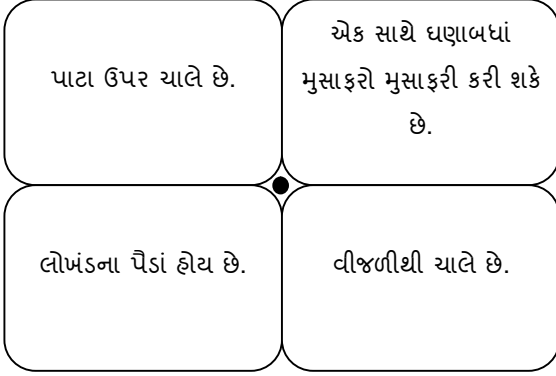 પાટા ઉપર ચાલે છે.
એક સાથે ઘણાબધાં
મુસાફરો મુસાફરી કરી શકે
છે.
લોખંડના પૈડાં હોય છે.
વીજળીથી ચાલે છે.